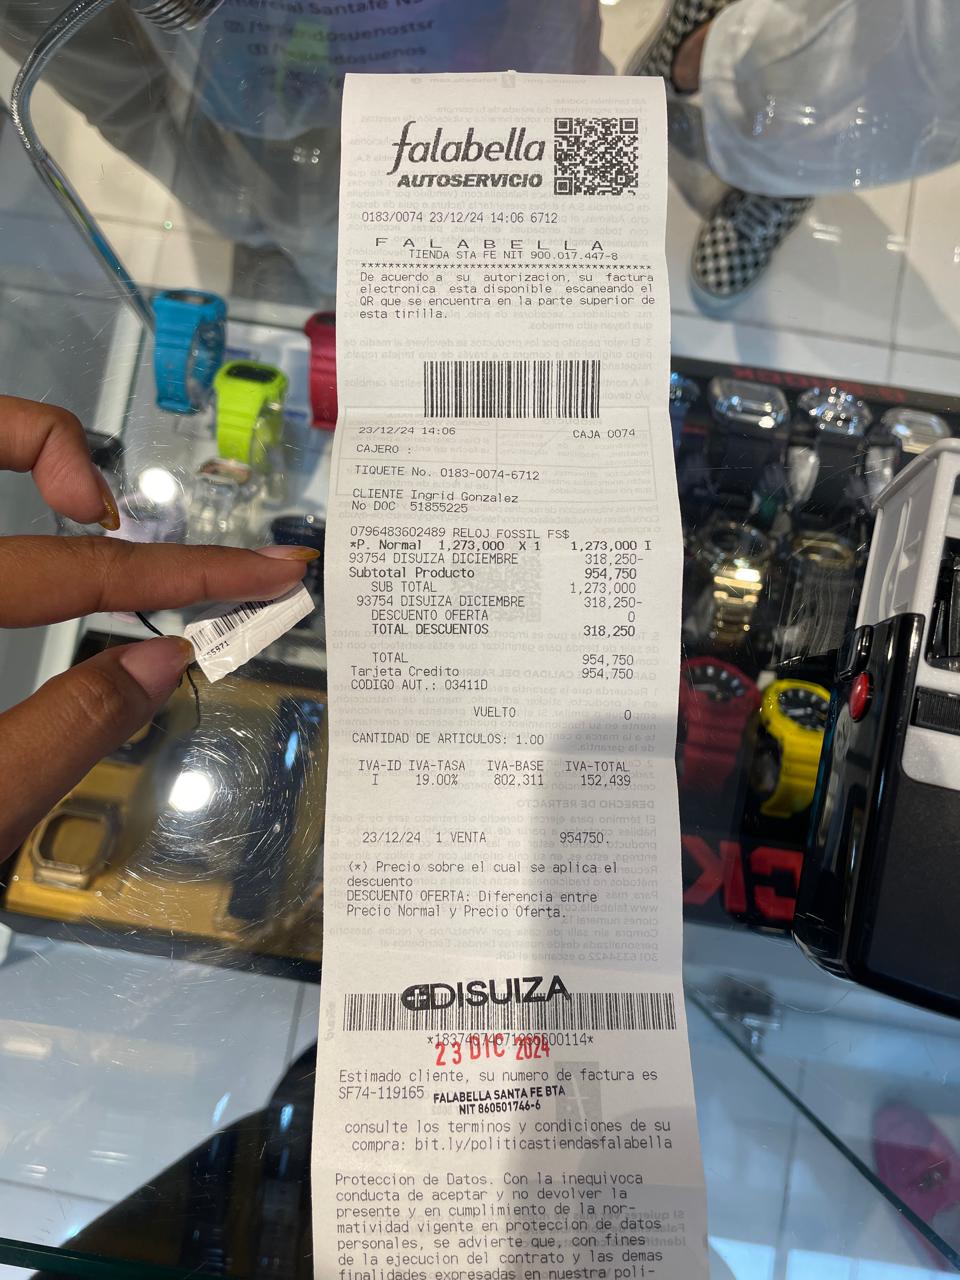 falabella
AUTOSERVICIO
0183/0074 23/12/24 14:06 6712
F A L A B E L L A
TIENDA STA FE NIT 900.017.447-8
******************************************
De acuerdo a su autorizacion, su factura
electronica esta disponible escaneando el
QR que se encuentra en la parte superior de
esta tirilla.
23/12/24 14:06 CAJA 0074
CAJERO :
TIQUETE No. 0183-0074-6712
CLIENTE Ingrid Gonzalez
No DOC 51855225
0796483602489 RELOJ FOSSIL FS$
*P. Normal 1,273,000 X 1 1,273,000 I
93754 DISUIZA DICIEMBRE 318,250-
Subtotal Producto 954,750
SUB TOTAL 1,273,000
93754 DISUIZA DICIEMBRE 318,250-
DESCUENTO OFERTA 0
TOTAL DESCUENTOS 318,250
TOTAL 954,750
Tarjeta Credito 954,750
CODIGO AUT.: 03411D
VUELTO 0
CANTIDAD DE ARTICULOS: 1.00
IVA-ID IVA-TASA IVA-BASE IVA-TOTAL
I 19.00% 802,311 152,439
23/12/24 1 VENTA 954750.
(*) Precio sobre el cual se aplica el
descuento
DESCUENTO OFERTA: Diferencia entre
Precio Normal y Precio Oferta.
DISUIZA
23 DIC 2024
Estimado cliente, su numero de factura es
SF74-119165
FALABELLA SANTA FE BTA
NIT 860501746-6
consulte los terminos y condiciones de su
compra: bit.ly/politicastiendasfalabella
Proteccion de Datos. Con la inequivoca
conducta de aceptar y no devolver la
presente y en cumplimiento de la nor-
matividad vigente en proteccion de datos
personales, se advierte que, con fines
de la ejecucion del contrato y las demas
finalidades expresadas en nuestra poli-